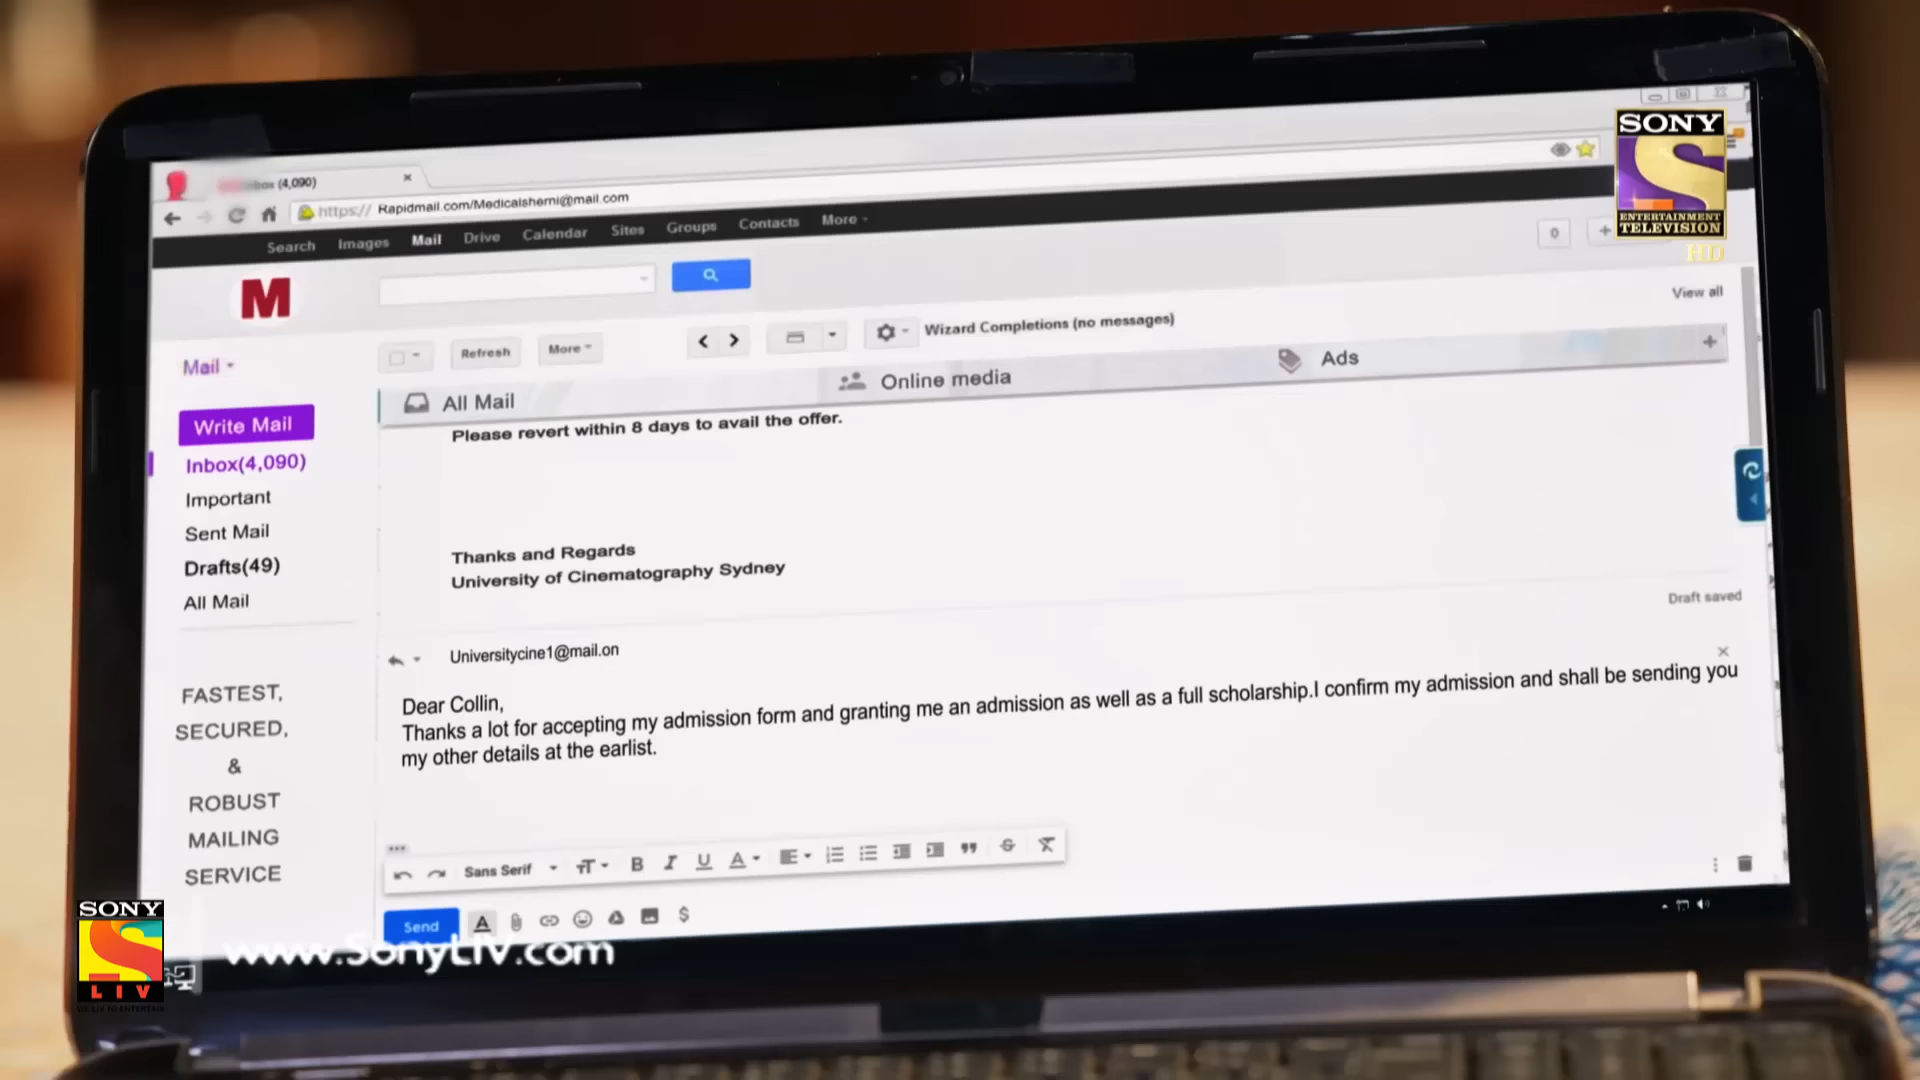 SONY
ENTERTAINMENT
TELEVISION
HD
(4,090)
https:// Rapidmail.com/Medicalsherni@mail.com
Search Images Mail Drive Calendar Sites Groups Contacts More
0
M
View all
Mail
Refresh
More
Wizard Completions (no messages)
All Mail
Online media
Ads
Write Mail
Inbox(4,090)
Important
Sent Mail
Drafts(49)
All Mail
FASTEST,
SECURED,
&
ROBUST
MAILING
SERVICE
Please revert within 8 days to avail the offer.
Thanks and Regards
University of Cinematography Sydney
Draft saved
Universitycine1@mail.on
Dear Collin,
Thanks a lot for accepting my admission form and granting me an admission as well as a full scholarship.I confirm my admission and shall be sending you
my other details at the earlist.
Sans Serif
Send
SONY
LIV
www.SonyLIV.com